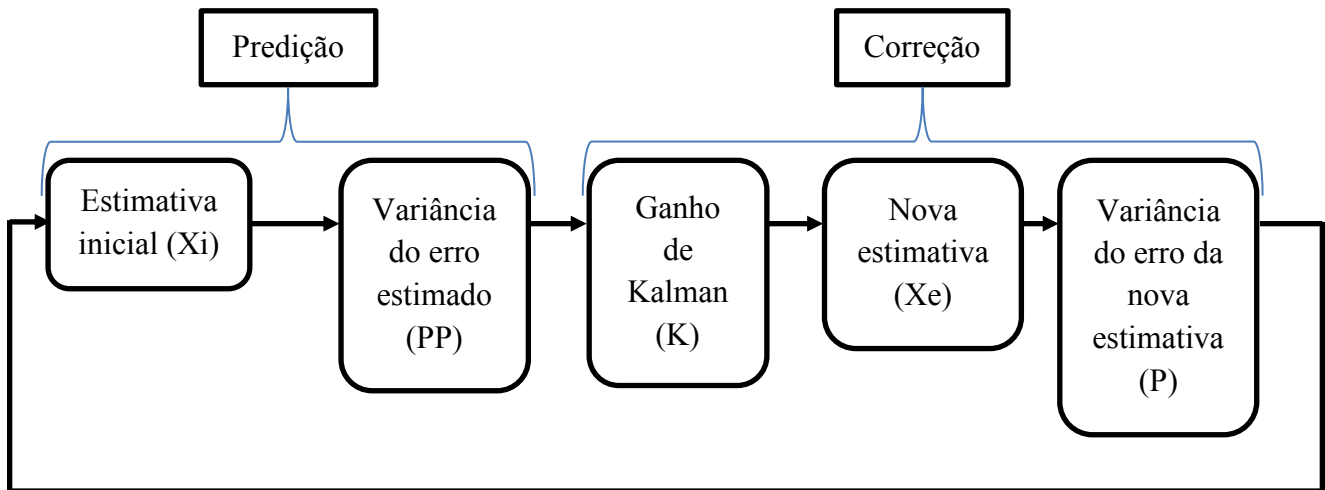 Predição
Correção
Estimativa
inicial (Xi)
Variância
do erro
estimado
(PP)
Ganho
de
Kalman
(K)
Nova
estimativa
(Xe)
Variância
do erro da
nova
estimativa
(P)